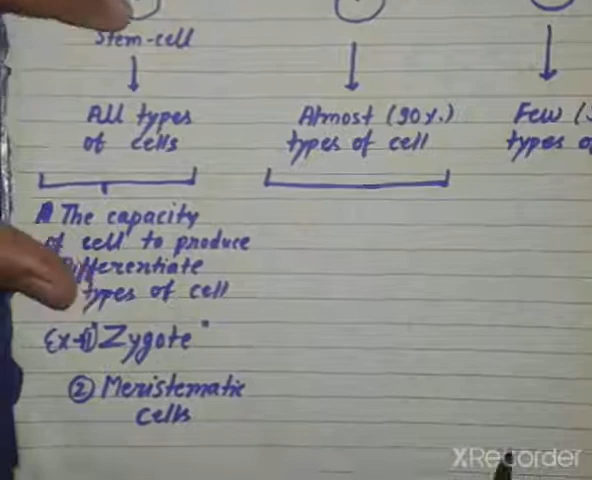 Stem-cell
All types
of cells
Almost (90%.)
types of cell
Few (
types of
The capacity
of cell to produce
differentiate
types of cell
Ex-① Zygote
② Meristematic
cells
XRecorder